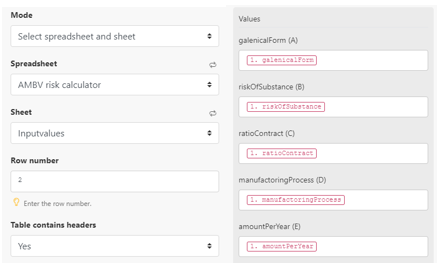 Mode
Select spreadsheet and sheet
Spreadsheet
AMBV risk calculator
Sheet
Inputvalues
Row number
2
Enter the row number.
Table contains headers
Yes
Values
galenicalForm (A)
1. galenicalForm
riskOfSubstance (B)
1. riskOfSubstance
ratioContract (C)
1. ratioContract
manufactoringProcess (D)
1. manufactoringProcess
amountPerYear (E)
1. amountPerYear